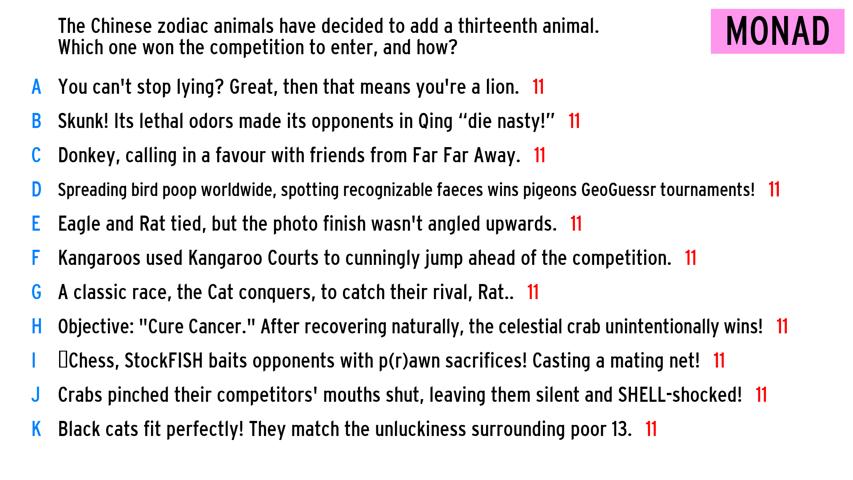 The Chinese zodiac animals have decided to add a thirteenth animal.
Which one won the competition to enter, and how?
MONAD
A You can't stop lying? Great, then that means you're a lion. 11
B Skunk! Its lethal odors made its opponents in Qing “die nasty!” 11
C Donkey, calling in a favour with friends from Far Far Away. 11
D Spreading bird poop worldwide, spotting recognizable faeces wins pigeons GeoGuessr tournaments! 11
E Eagle and Rat tied, but the photo finish wasn't angled upwards. 11
F Kangaroos used Kangaroo Courts to cunningly jump ahead of the competition. 11
G A classic race, the Cat conquers, to catch their rival, Rat.. 11
H Objective: "Cure Cancer." After recovering naturally, the celestial crab unintentionally wins! 11
I Chess, StockFISH baits opponents with p(r)awn sacrifices! Casting a mating net! 11
J Crabs pinched their competitors' mouths shut, leaving them silent and SHELL-shocked! 11
K Black cats fit perfectly! They match the unluckiness surrounding poor 13. 11